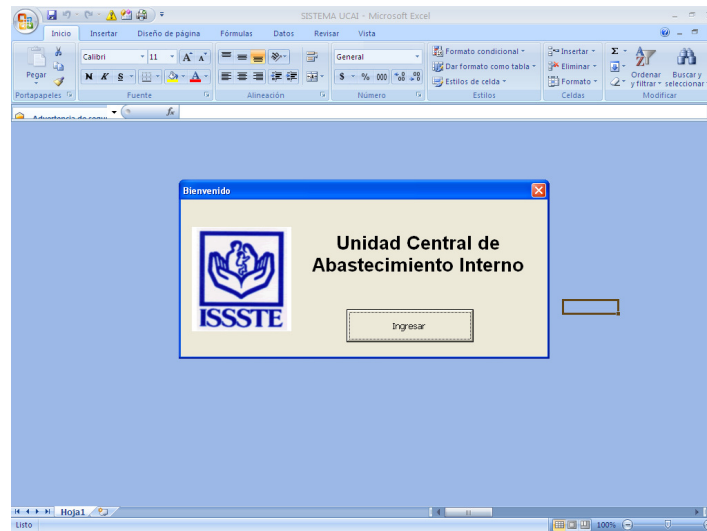 SISTEMA UCAI - Microsoft Excel
Inicio Insertar Diseño de página Fórmulas Datos Revisar Vista
Pegar
Calibri 11
N K S
General
$ % 000
Formato condicional
Dar formato como tabla
Estilos de celda
Insertar
Eliminar
Formato
Ordenar y filtrar
Buscar y seleccionar
Portapapeles Fuente Alineación Número Estilos Celdas Modificar
fx
Bienvenido
Unidad Central de
Abastecimiento Interno
ISSSTE
Ingresar
Hoja1
Listo 100%